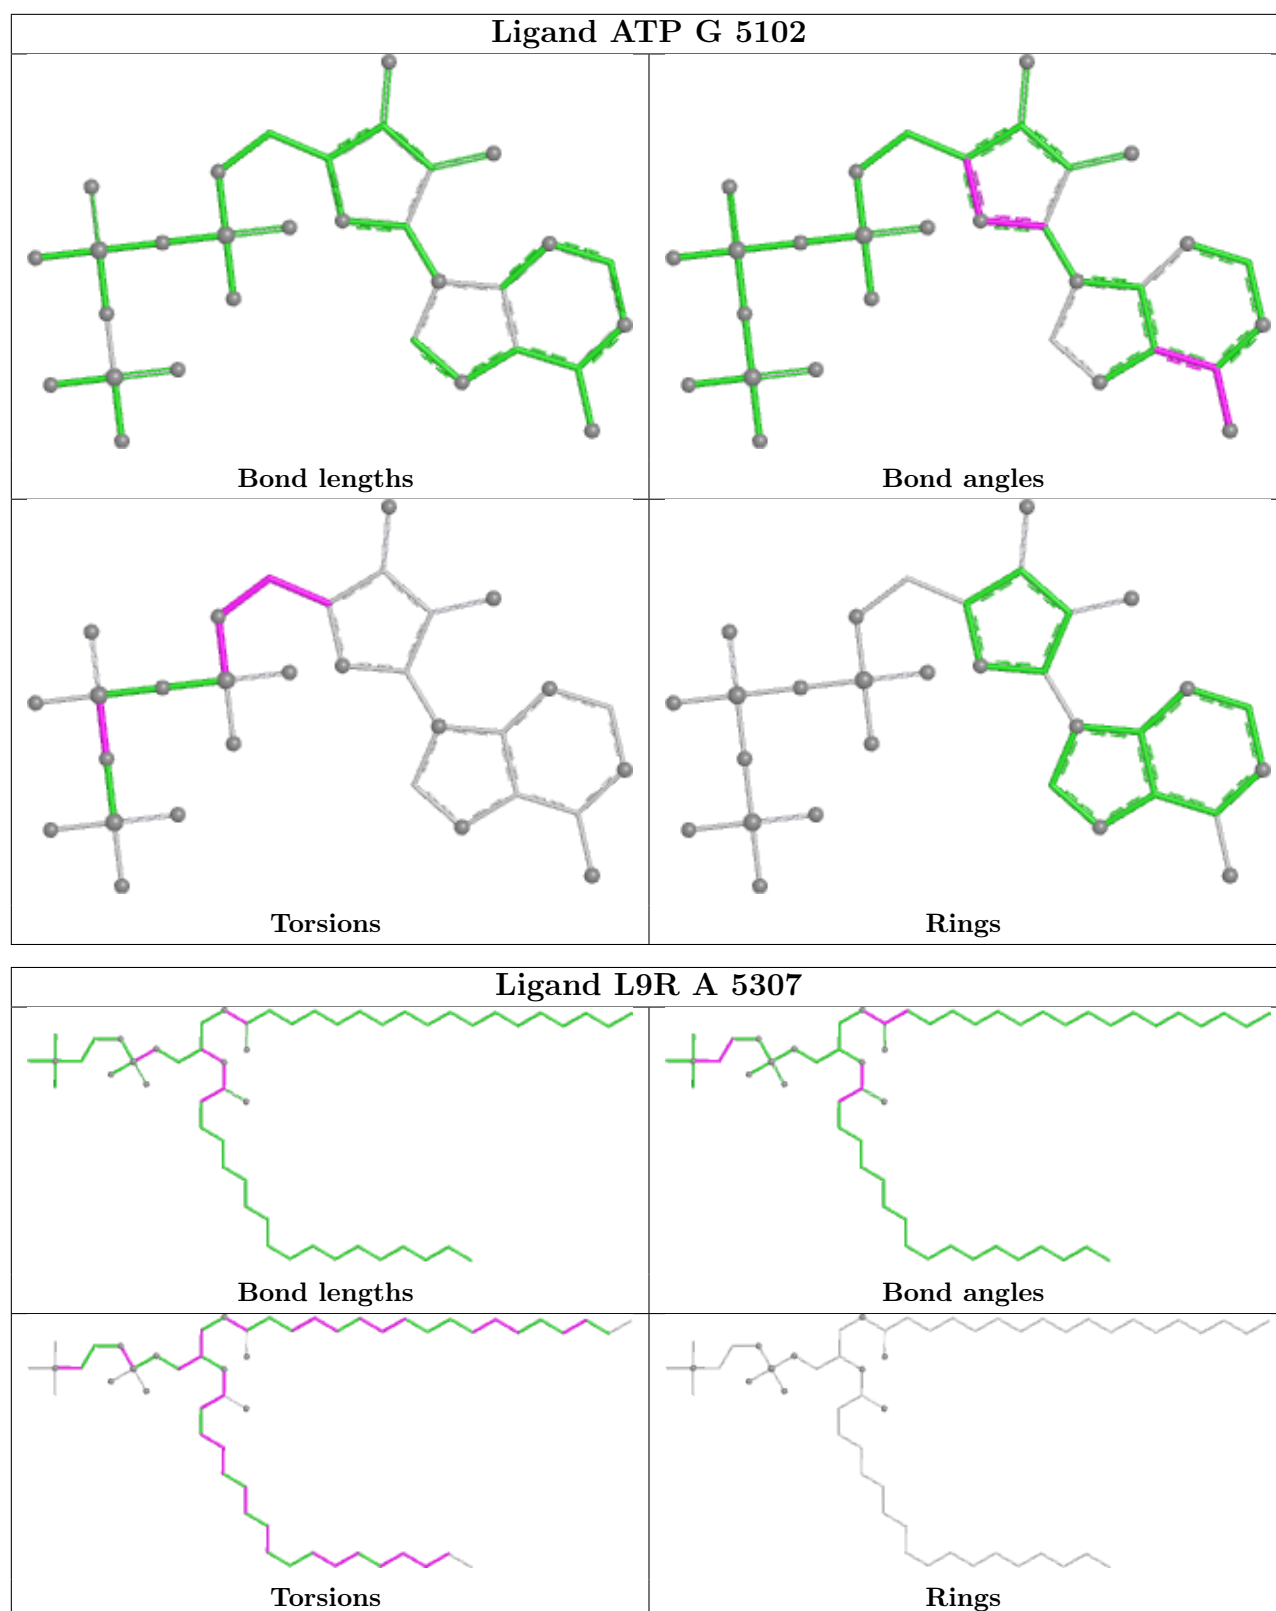 Ligand ATP G 5102
Bond lengths
Bond angles
Torsions
Rings
Ligand L9R A 5307
Bond lengths
Bond angles
Torsions
Rings